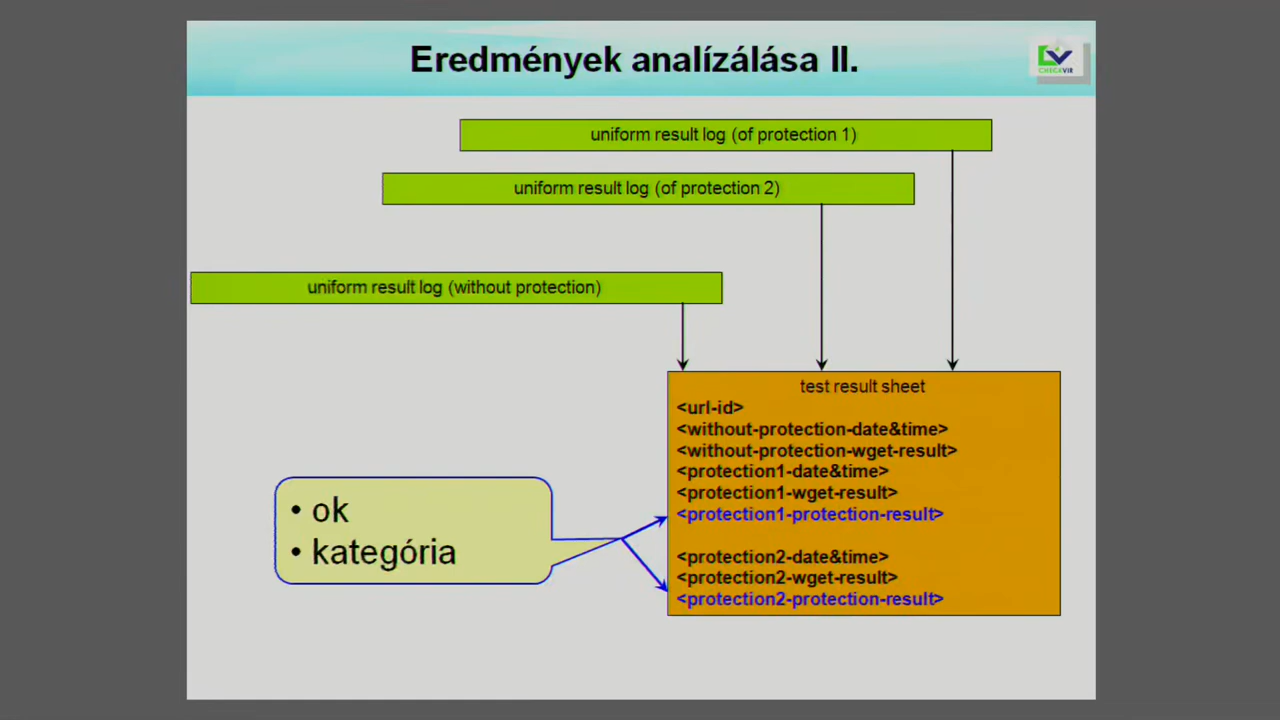 Eredmények analízálása II.
CHECKVIR
uniform result log (of protection 1)
uniform result log (of protection 2)
uniform result log (without protection)
test result sheet
<url-id>
<without-protection-date&time>
<without-protection-wget-result>
<protection1-date&time>
<protection1-wget-result>
<protection1-protection-result>
<protection2-date&time>
<protection2-wget-result>
<protection2-protection-result>
• ok
• kategória